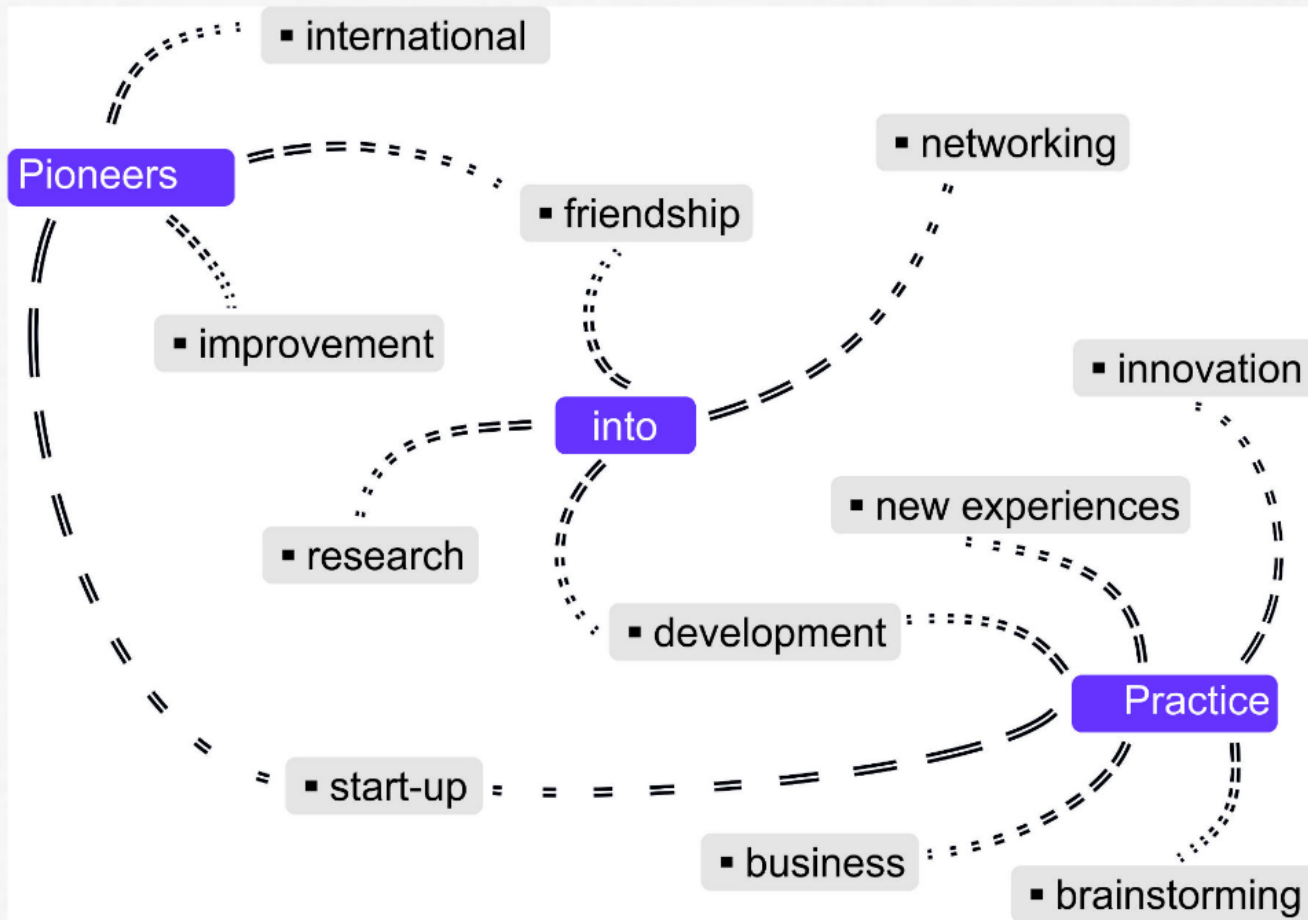 ▪ international
Pioneers
▪ networking
▪ friendship
▪ improvement
▪ innovation
into
▪ new experiences
▪ research
▪ development
Practice
▪ start-up
▪ business
▪ brainstorming